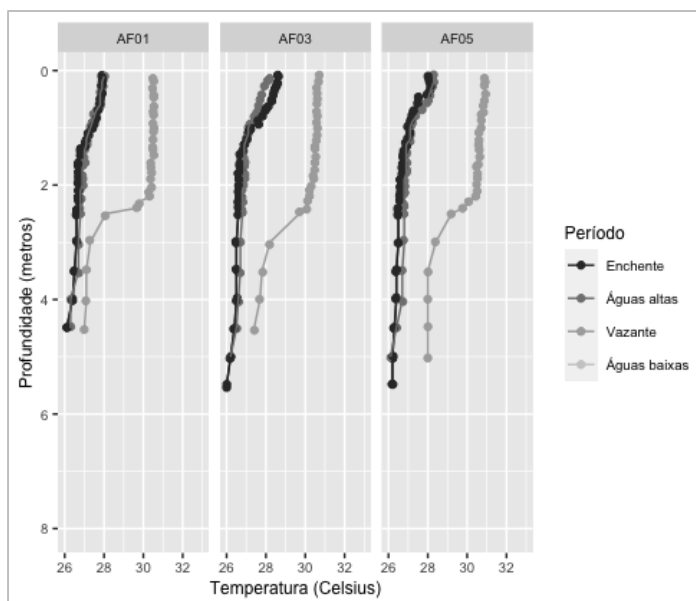 AF01 AF03 AF05
0
2
4
6
8
Profundidade (metros)
26 28 30 32 26 28 30 32 26 28 30 32
Temperatura (Celsius)
Período
Enchente
Águas altas
Vazante
Águas baixas